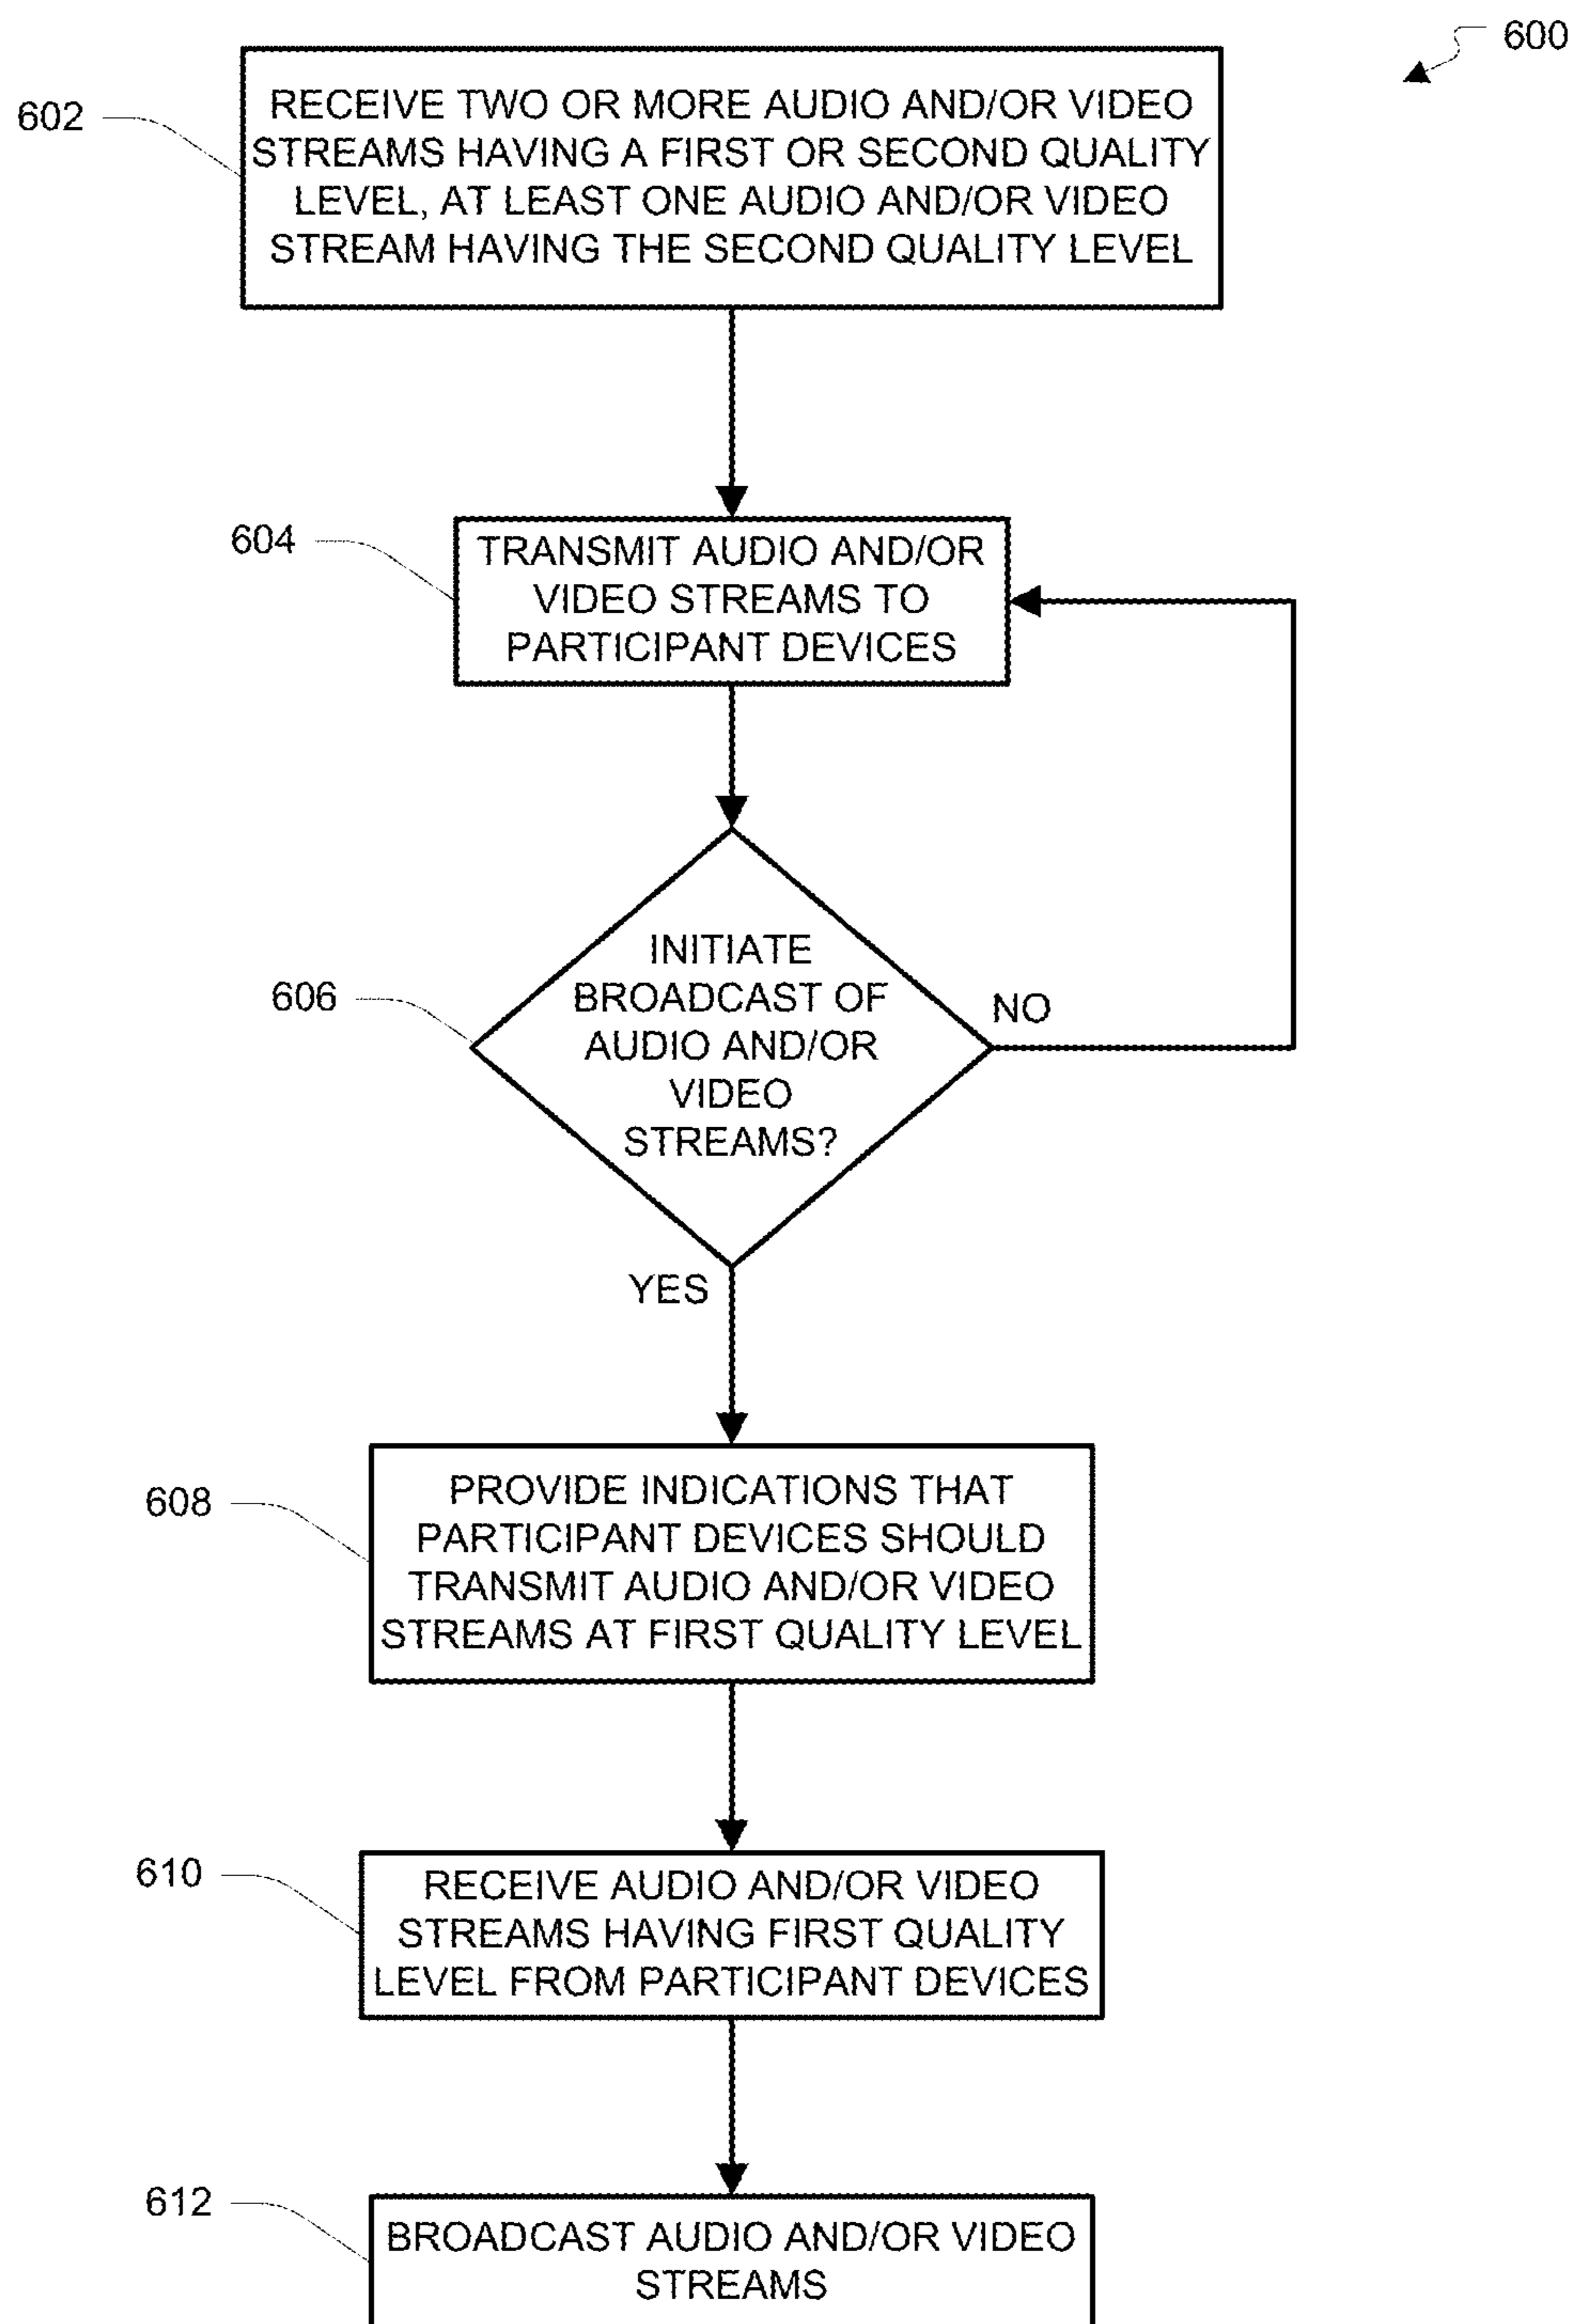 600
602
RECEIVE TWO OR MORE AUDIO AND/OR VIDEO
STREAMS HAVING A FIRST OR SECOND QUALITY
LEVEL, AT LEAST ONE AUDIO AND/OR VIDEO
STREAM HAVING THE SECOND QUALITY LEVEL
604
TRANSMIT AUDIO AND/OR
VIDEO STREAMS TO
PARTICIPANT DEVICES
606
INITIATE
BROADCAST OF
AUDIO AND/OR
VIDEO
STREAMS?
NO
YES
608
PROVIDE INDICATIONS THAT
PARTICIPANT DEVICES SHOULD
TRANSMIT AUDIO AND/OR VIDEO
STREAMS AT FIRST QUALITY LEVEL
610
RECEIVE AUDIO AND/OR VIDEO
STREAMS HAVING FIRST QUALITY
LEVEL FROM PARTICIPANT DEVICES
612
BROADCAST AUDIO AND/OR VIDEO
STREAMS